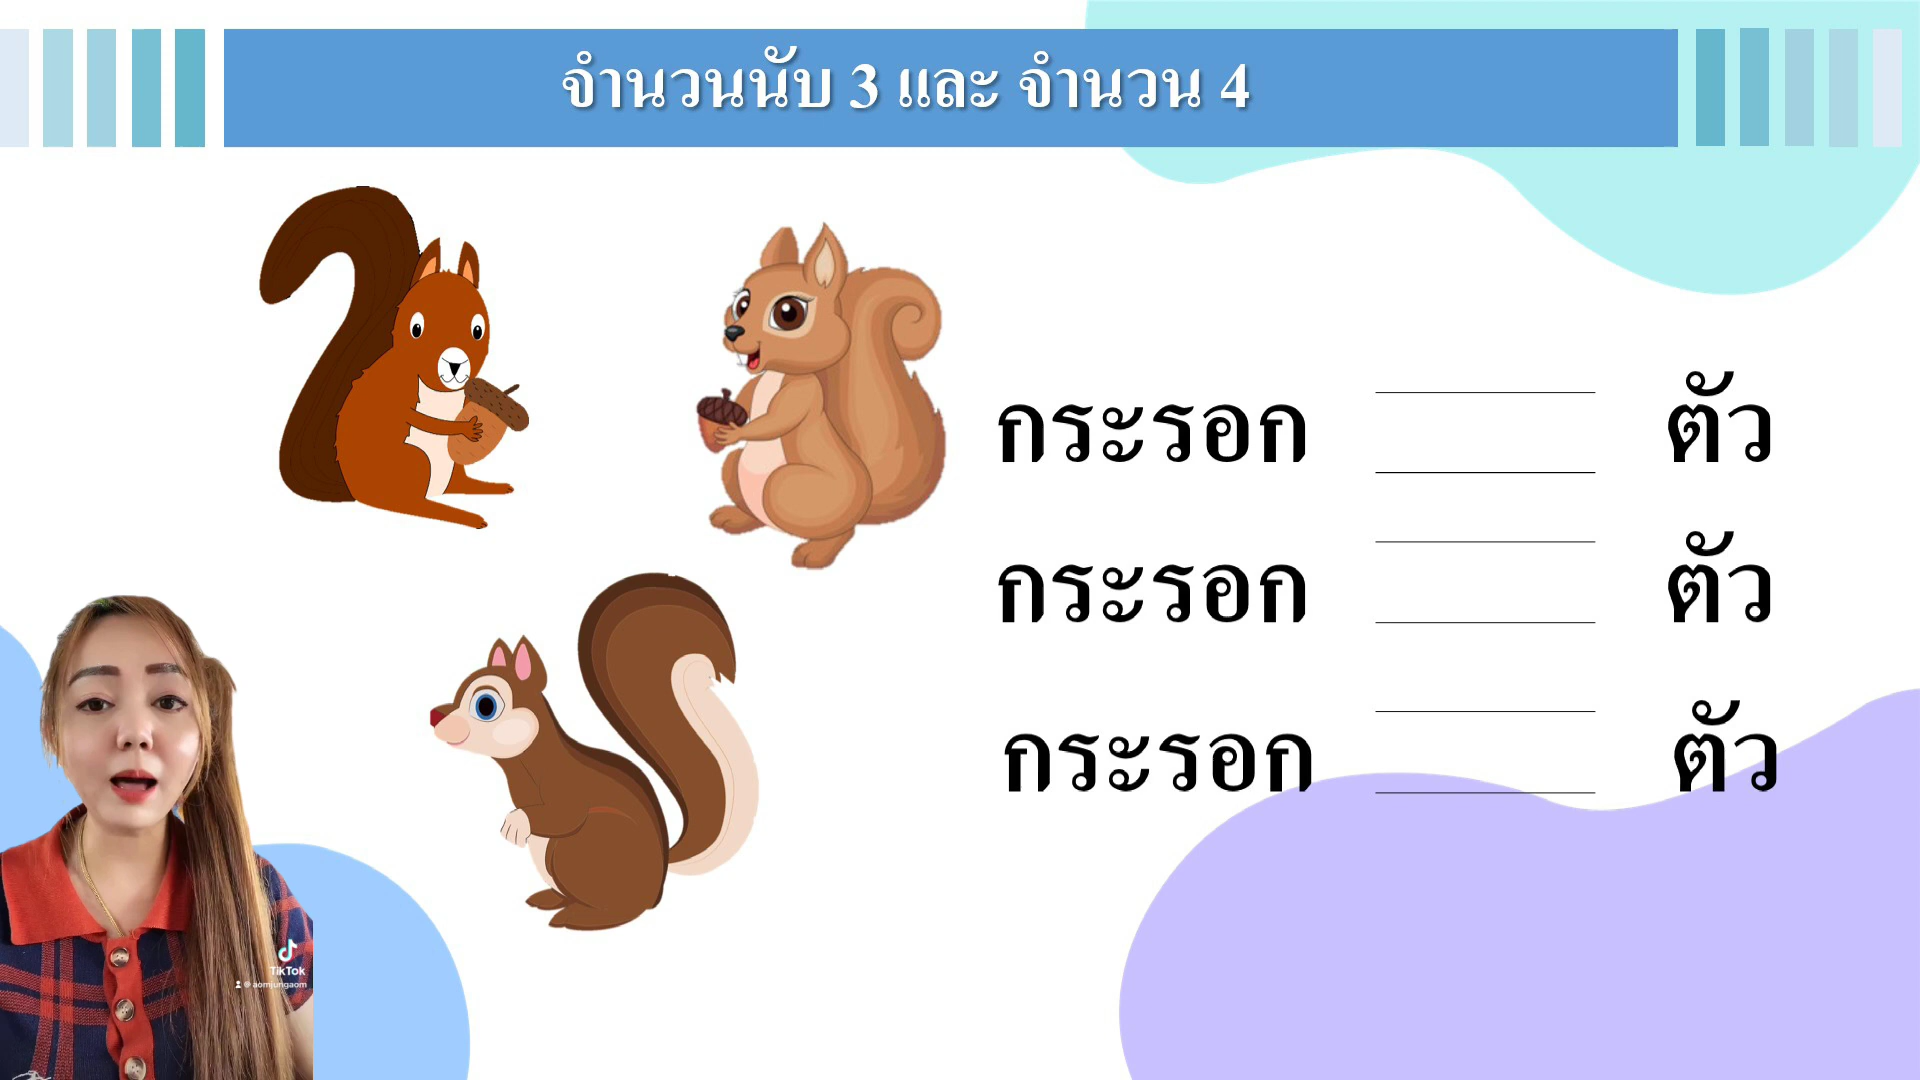 จำนวนนับ 3 และ จำนวน 4
กระรอก ตัว
กระรอก ตัว
กระรอก ตัว
TikTok
@ aomjungaom